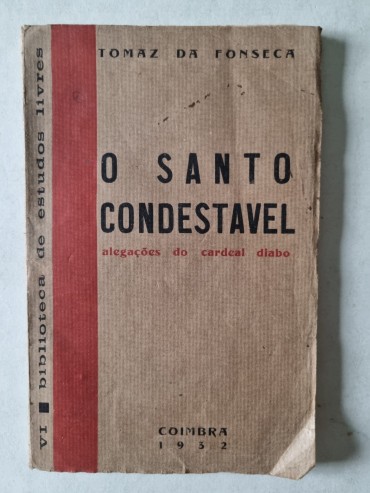 TOMAZ DA FONSECA
O SANTO
CONDESTAVEL
alegações do cardeal diabo
COIMBRA
1932
VI ■ biblioteca de estudos livres